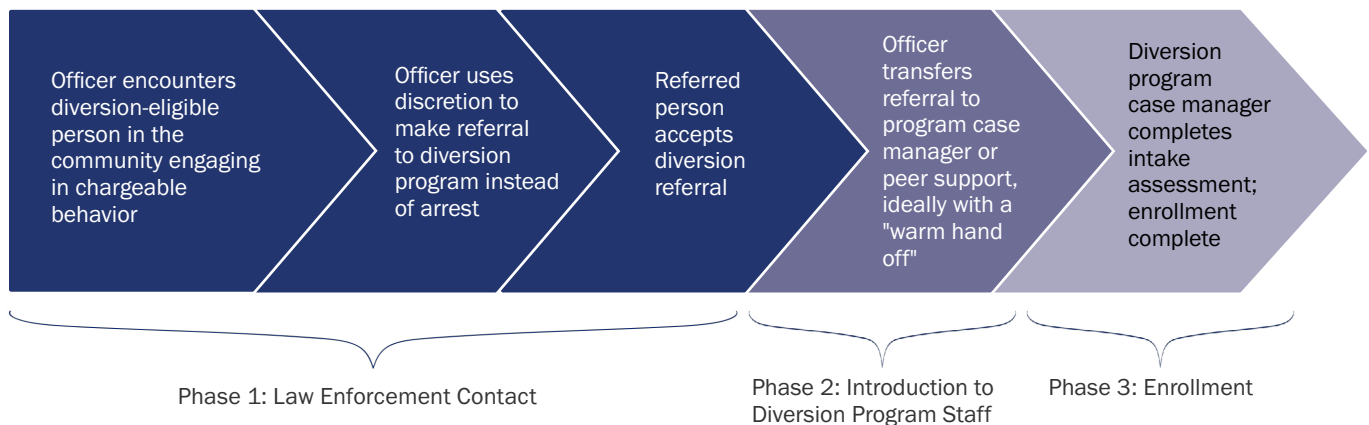 Officer encounters
diversion-eligible
person in the
community engaging
in chargeable
behavior
Officer uses
discretion to
make referral
to diversion
program instead
of arrest
Referred
person
accepts
diversion
referral
Officer
transfers
referral to
program case
manager or
peer support,
ideally with a
"warm hand
off"
Diversion
program
case manager
completes
intake
assessment;
enrollment
complete
Phase 1: Law Enforcement Contact
Phase 2: Introduction to
Diversion Program Staff
Phase 3: Enrollment